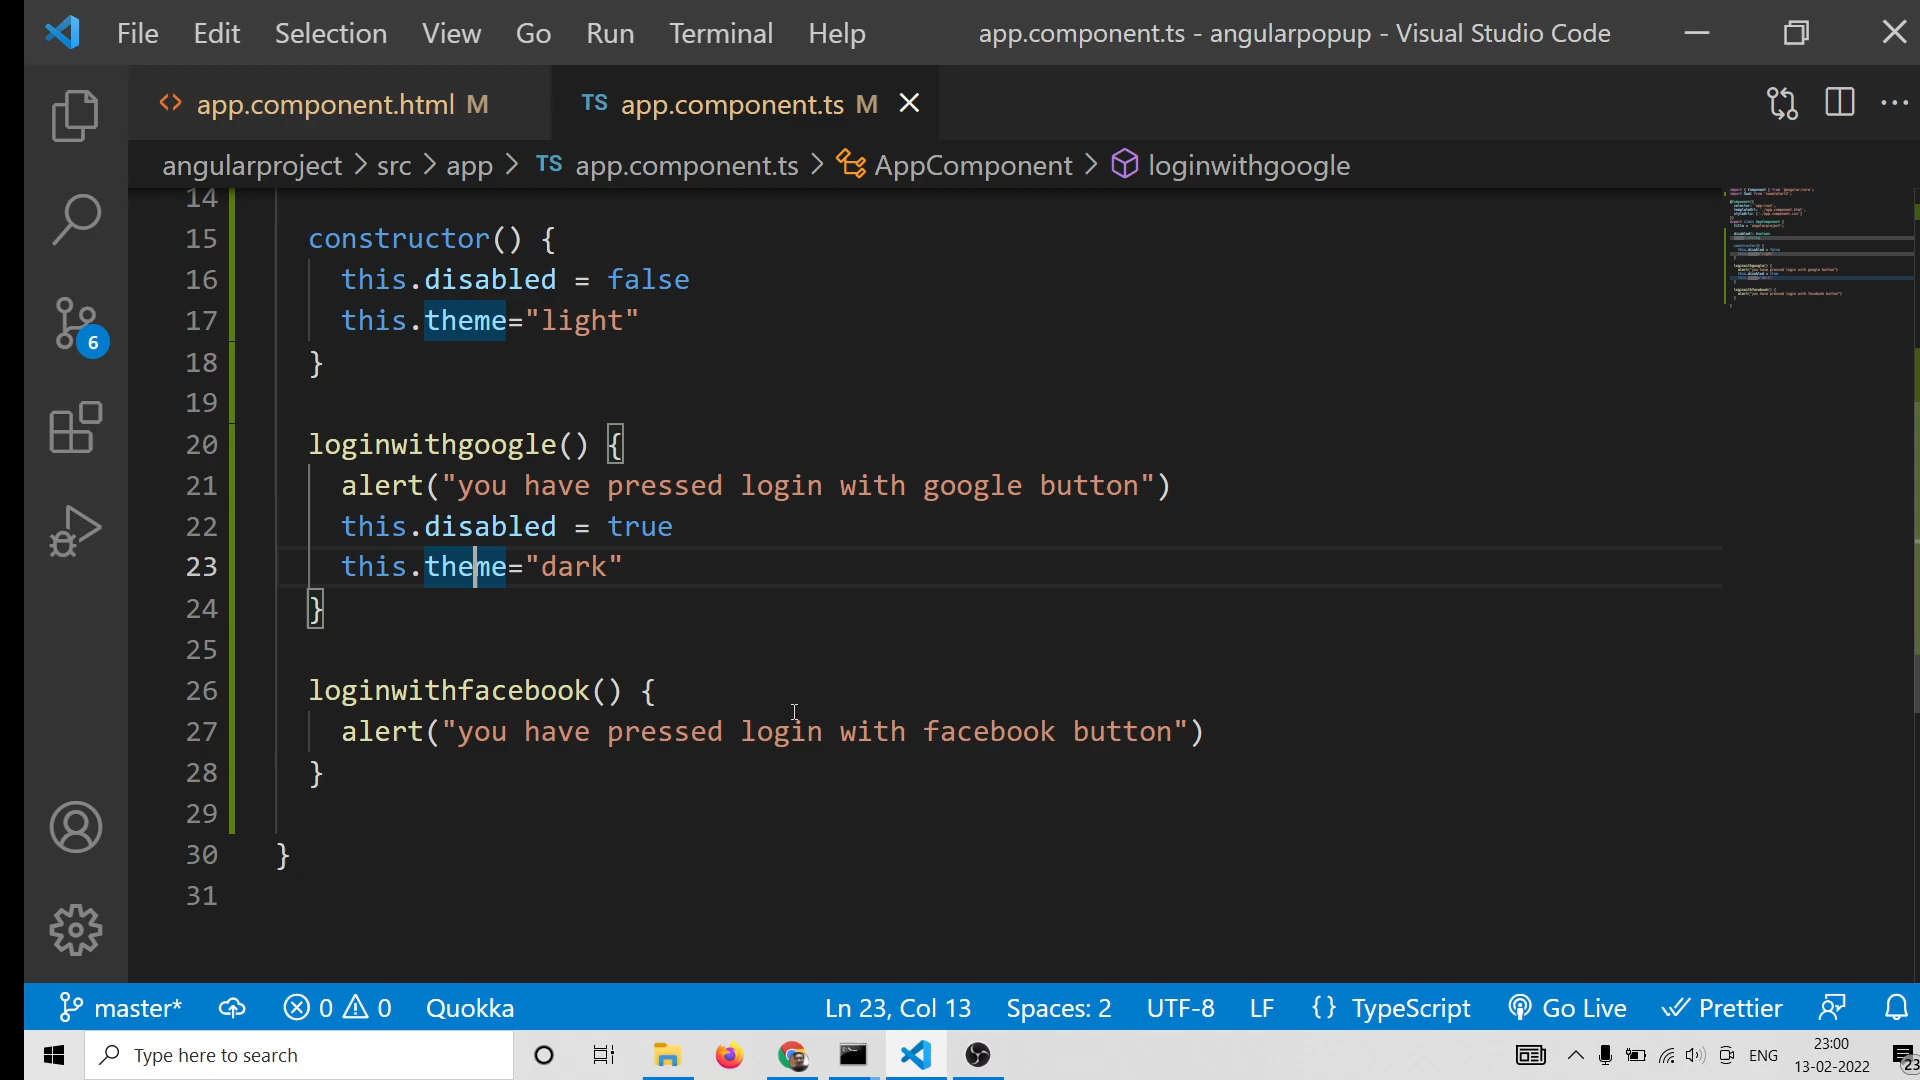 File Edit Selection View Go Run Terminal Help app.component.ts - angularpopup - Visual Studio Code
<> app.component.html M TS app.component.ts M
angularproject > src > app > TS app.component.ts > AppComponent > loginwithgoogle
14
15 constructor() {
16 this.disabled = false
17 this.theme="light"
18 }
19
20 loginwithgoogle() {
21 alert("you have pressed login with google button")
22 this.disabled = true
23 this.theme="dark"
24 }
25
26 loginwithfacebook() {
27 alert("you have pressed login with facebook button")
28 }
29
30 }
31
6
master* 0 0 Quokka Ln 23, Col 13 Spaces: 2 UTF-8 LF {} TypeScript Go Live Prettier
Type here to search ENG 23:00
13-02-2022 23